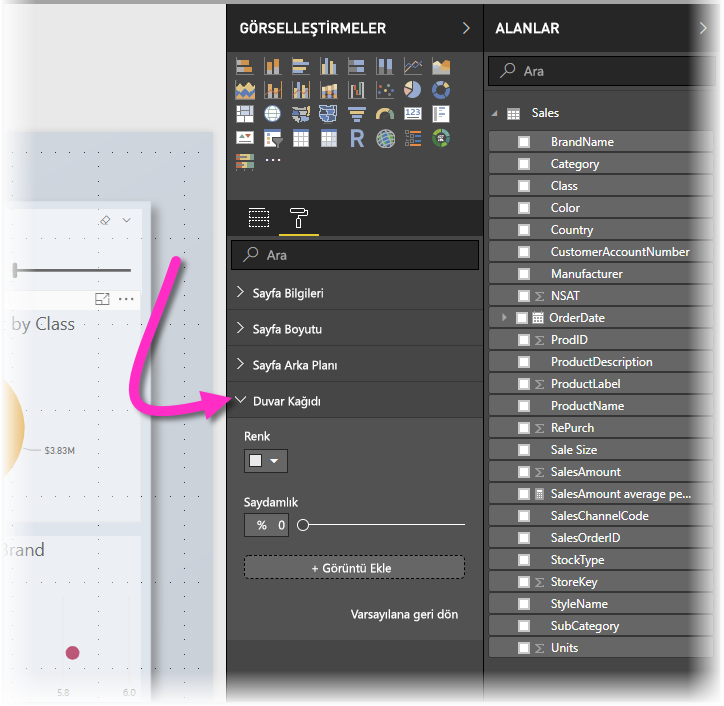 by Class
$3.83M
Brand
5.8 6.0
GÖRSELLEŞTİRMELER
123
R
Ara
Sayfa Bilgileri
Sayfa Boyutu
Sayfa Arka Planı
Duvar Kağıdı
Renk
Saydamlık
% 0
+ Görüntü Ekle
Varsayılana geri dön
ALANLAR
Ara
Sales
BrandName
Category
Class
Color
Country
CustomerAccountNumber
Manufacturer
Σ NSAT
OrderDate
Σ ProdID
ProductDescription
Σ ProductLabel
ProductName
Σ RePurch
Sale Size
Σ SalesAmount
SalesAmount average pe...
SalesChannelCode
SalesOrderID
StockType
Σ StoreKey
StyleName
SubCategory
Σ Units